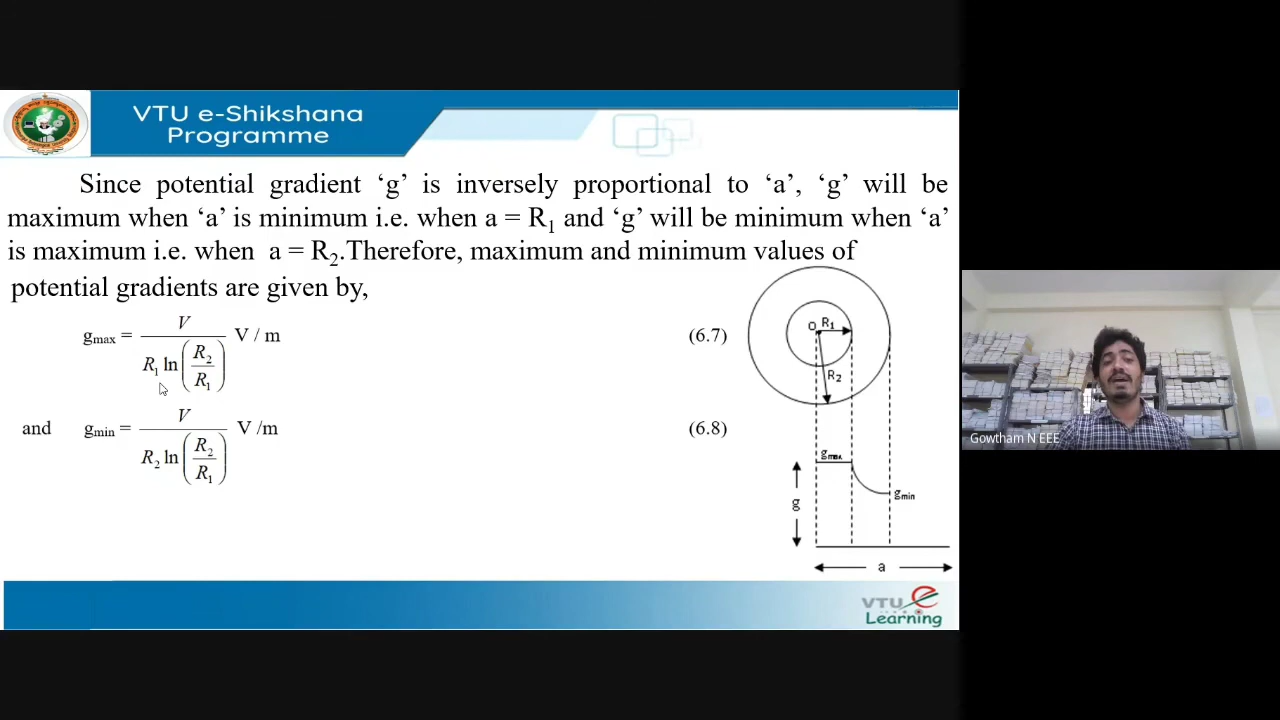 VTU e-Shikshana
Programme
Since potential gradient ‘g’ is inversely proportional to ‘a’, ‘g’ will be
maximum when ‘a’ is minimum i.e. when a = R₁ and ‘g’ will be minimum when ‘a’
is maximum i.e. when a = R₂.Therefore, maximum and minimum values of
potential gradients are given by,
gmax = V / (R₁ ln (R₂/R₁)) V / m (6.7)
and gmin = V / (R₂ ln (R₂/R₁)) V /m (6.8)
O R₁
R₂
gmax
g
gmin
a
VTU e
Learning
Gowtham N EEE